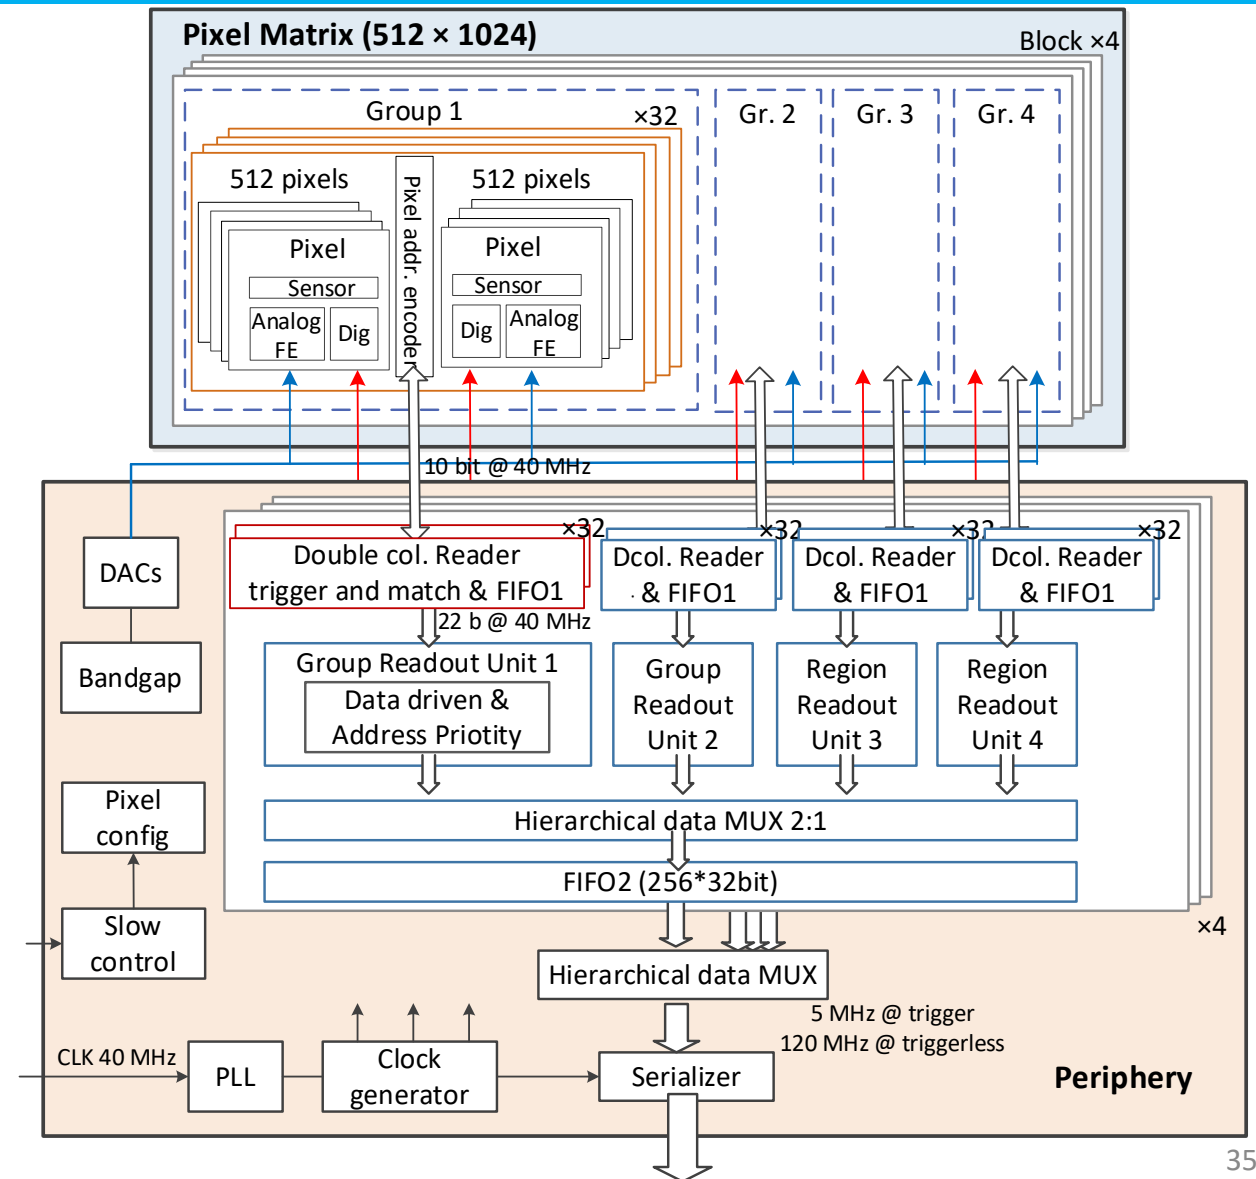 Pixel Matrix (512 × 1024)
Block ×4
Group 1
×32
Gr. 2
Gr. 3
Gr. 4
512 pixels
512 pixels
Pixel addr. encoder
Pixel
Sensor
Analog
FE
Dig
Pixel
Sensor
Dig
Analog
FE
10 bit @ 40 MHz
DACs
Bandgap
×32
Double col. Reader
trigger and match & FIFO1
×32
Dcol. Reader
& FIFO1
×32
Dcol. Reader
& FIFO1
×32
Dcol. Reader
& FIFO1
22 b @ 40 MHz
Group Readout Unit 1
Data driven &
Address Priotity
Group
Readout
Unit 2
Region
Readout
Unit 3
Region
Readout
Unit 4
Pixel
config
Hierarchical data MUX 2:1
FIFO2 (256*32bit)
×4
Slow
control
Hierarchical data MUX
5 MHz @ trigger
120 MHz @ triggerless
CLK 40 MHz
PLL
Clock
generator
Serializer
Periphery
35